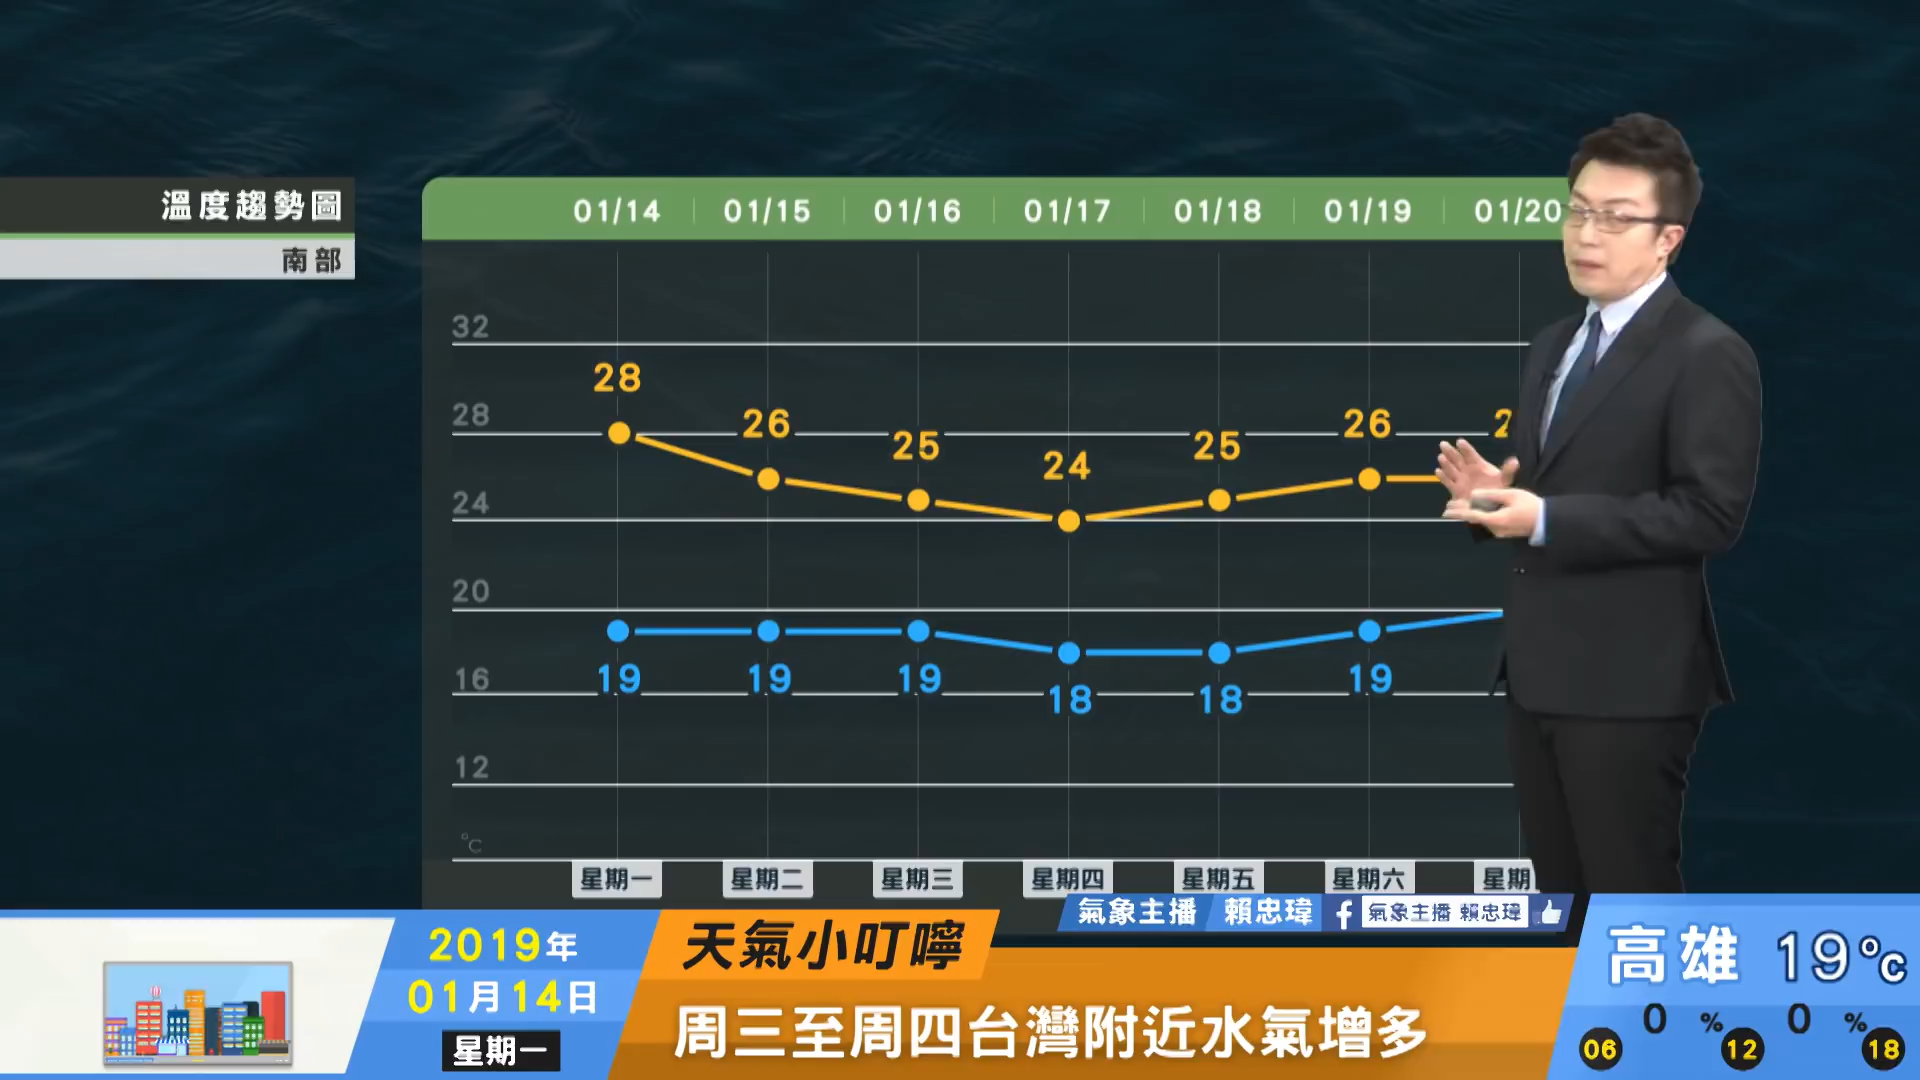 溫度趨勢圖
南部
01/14 01/15 01/16 01/17 01/18 01/19 01/20
32
28
24
20
16
12
°C
28 26 25 24 25 26
19 19 19 18 18 19
星期一 星期二 星期三 星期四 星期五 星期六 星期
氣象主播 賴忠瑋 f 氣象主播 賴忠瑋
2019年
01月14日
星期一
天氣小叮嚀
周三至周四台灣附近水氣增多
高雄 19°C
0 % 0 %
06 12 18